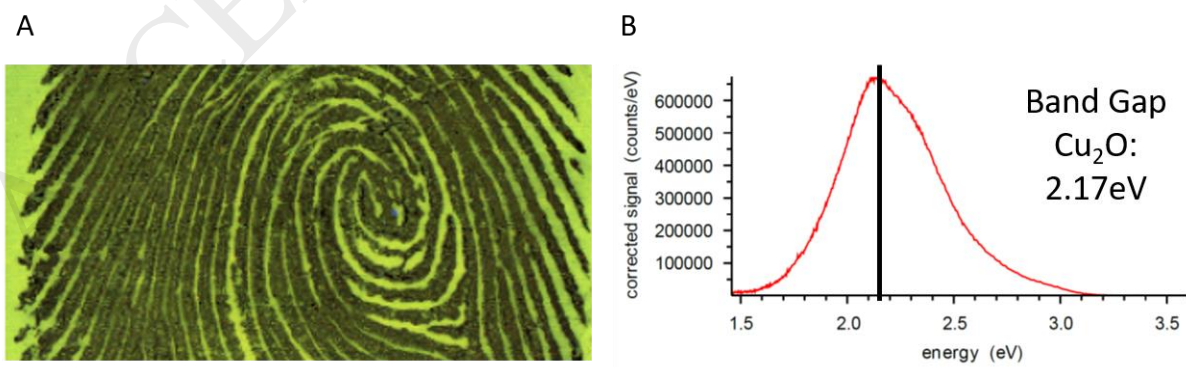 A
B
corrected signal (counts/eV)
600000
500000
400000
300000
200000
100000
1.5 2.0 2.5 3.0 3.5
energy (eV)
Band Gap
Cu₂O:
2.17eV